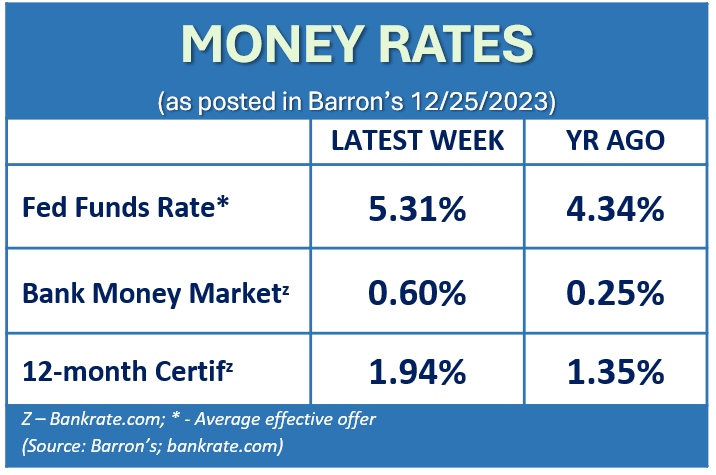 MONEY RATES
(as posted in Barron’s 12/25/2023)
LATEST WEEK YR AGO
Fed Funds Rate* 5.31% 4.34%
Bank Money Marketᶻ 0.60% 0.25%
12-month Certifᶻ 1.94% 1.35%
Z – Bankrate.com; * - Average effective offer
(Source: Barron’s; bankrate.com)